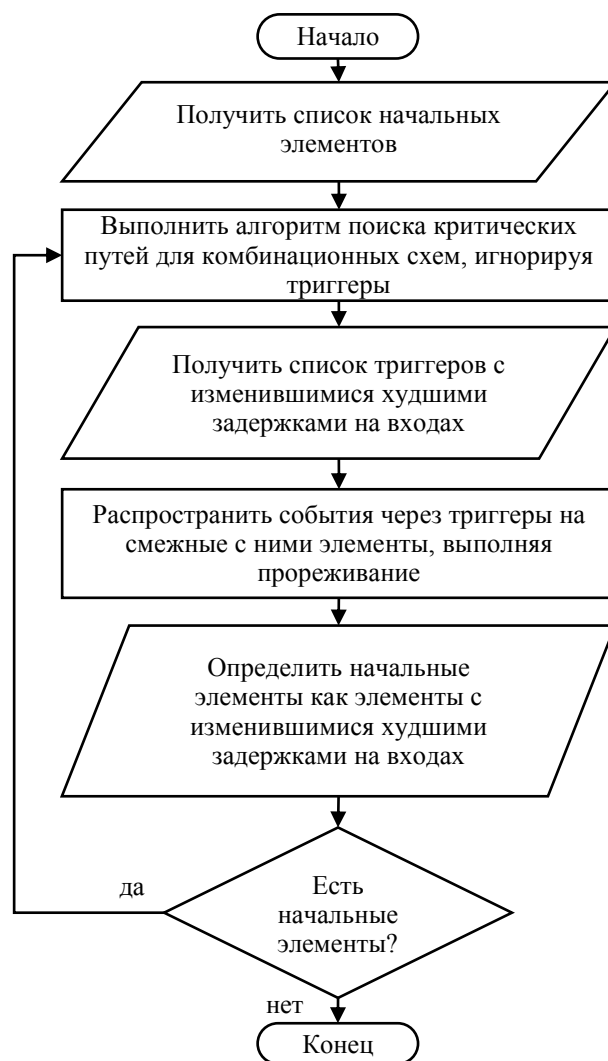 Начало
Получить список начальных
элементов
Выполнить алгоритм поиска критических
путей для комбинационных схем, игнорируя
триггеры
Получить список триггеров с
изменившимися худшими
задержками на входах
Распространить события через триггеры на
смежные с ними элементы, выполняя
прореживание
Определить начальные
элементы как элементы с
изменившимися худшими
задержками на входах
да
Есть
начальные
элементы?
нет
Конец